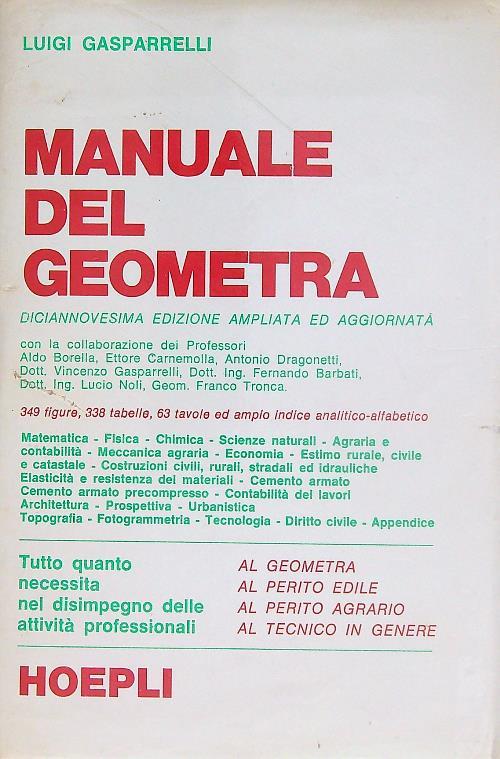 LUIGI GASPARRELLI
MANUALE
DEL
GEOMETRA
DICIANNOVESIMA EDIZIONE AMPLIATA ED AGGIORNATA
con la collaborazione dei Professori
Aldo Borella, Ettore Carnemolla, Antonio Dragonetti,
Dott. Vincenzo Gasparrelli, Dott. Ing. Fernando Barbati,
Dott. Ing. Lucio Noli, Geom. Franco Tronca.
349 figure, 338 tabelle, 63 tavole ed ampio indice analitico-alfabetico
Matematica - Fisica - Chimica - Scienze naturali - Agraria e
contabilità - Meccanica agraria - Economia - Estimo rurale, civile
e catastale - Costruzioni civili, rurali, stradali ed idrauliche
Elasticità e resistenza dei materiali - Cemento armato
Cemento armato precompresso - Contabilità dei lavori
Architettura - Prospettiva - Urbanistica
Topografia - Fotogrammetria - Tecnologia - Diritto civile - Appendice
Tutto quanto
necessita
nel disimpegno delle
attività professionali
AL GEOMETRA
AL PERITO EDILE
AL PERITO AGRARIO
AL TECNICO IN GENERE
HOEPLI